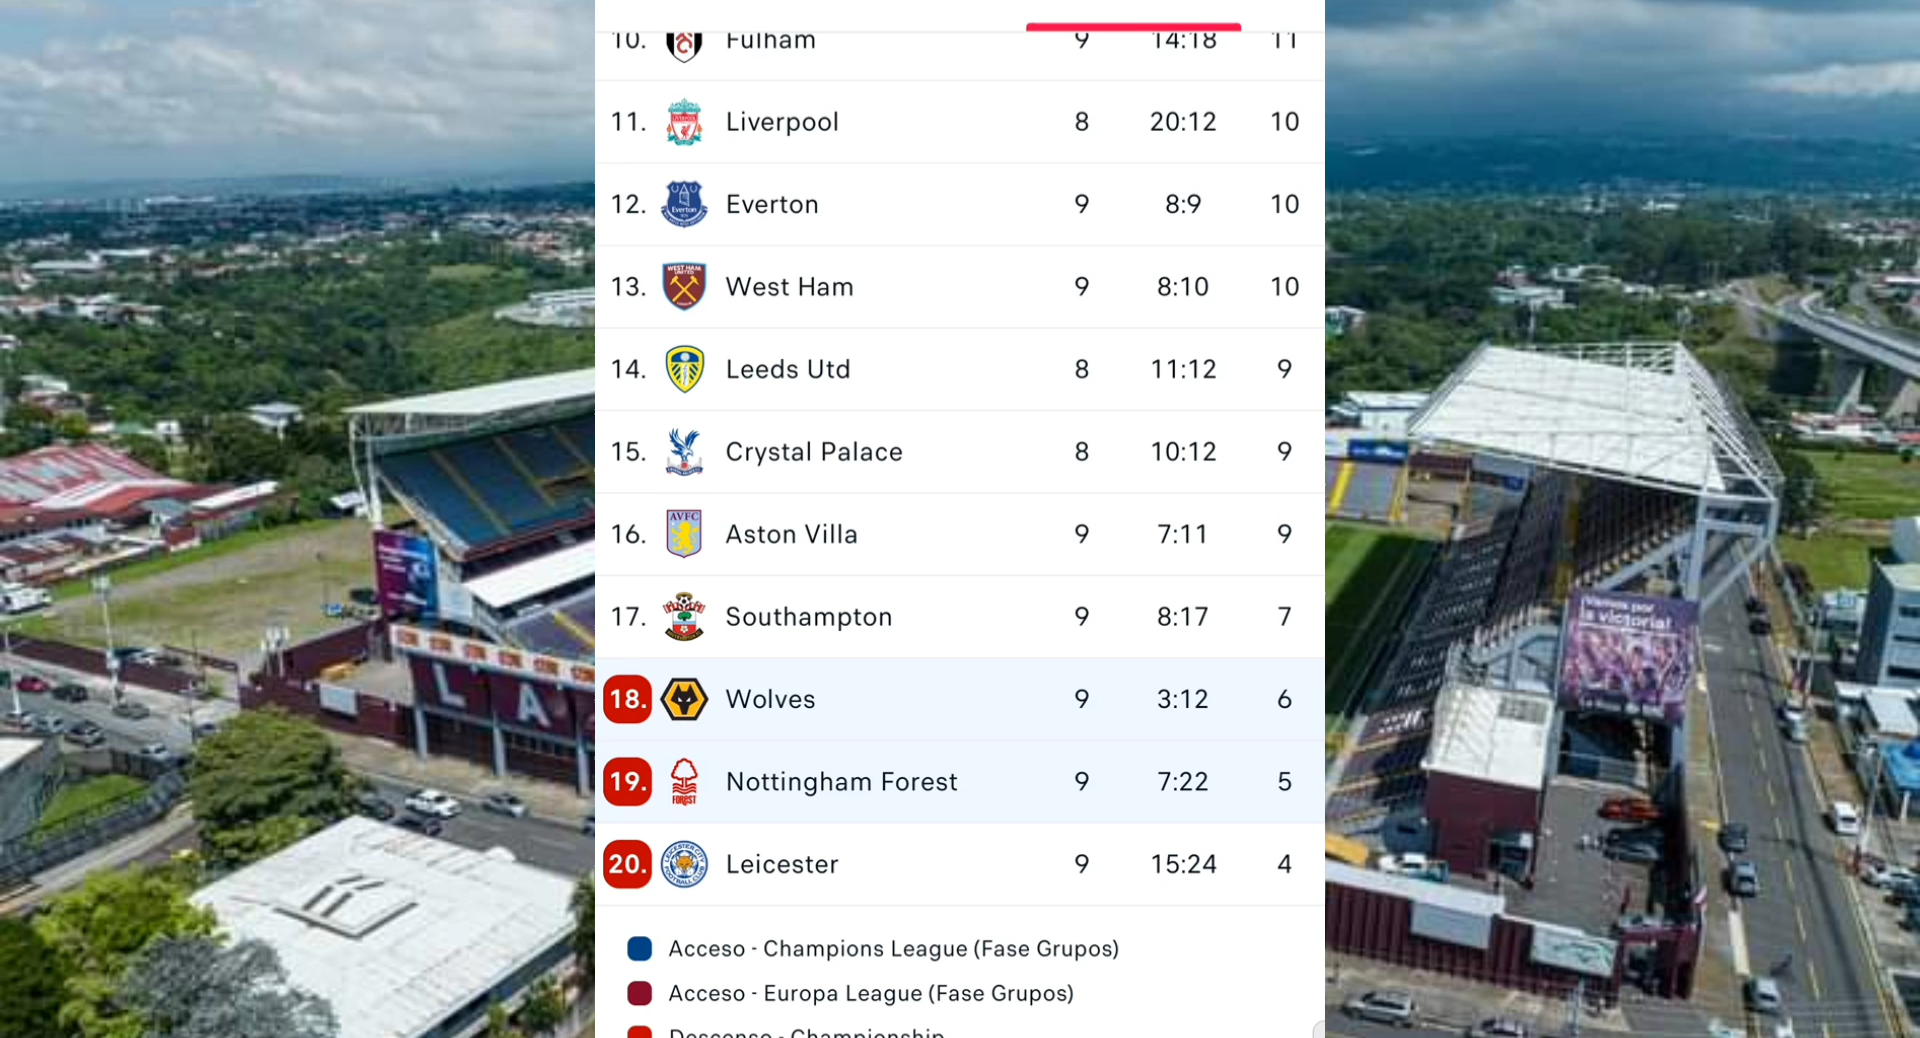 10. Fulham 9 14:18 11
11. Liverpool 8 20:12 10
12. Everton 9 8:9 10
13. West Ham 9 8:10 10
14. Leeds Utd 8 11:12 9
15. Crystal Palace 8 10:12 9
16. AVFC Aston Villa 9 7:11 9
17. Southampton 9 8:17 7
18. Wolves 9 3:12 6
19. FOREST Nottingham Forest 9 7:22 5
20. Leicester 9 15:24 4
Acceso - Champions League (Fase Grupos)
Acceso - Europa League (Fase Grupos)
Descenso - Championship
LA
Vamos por
la victoria!